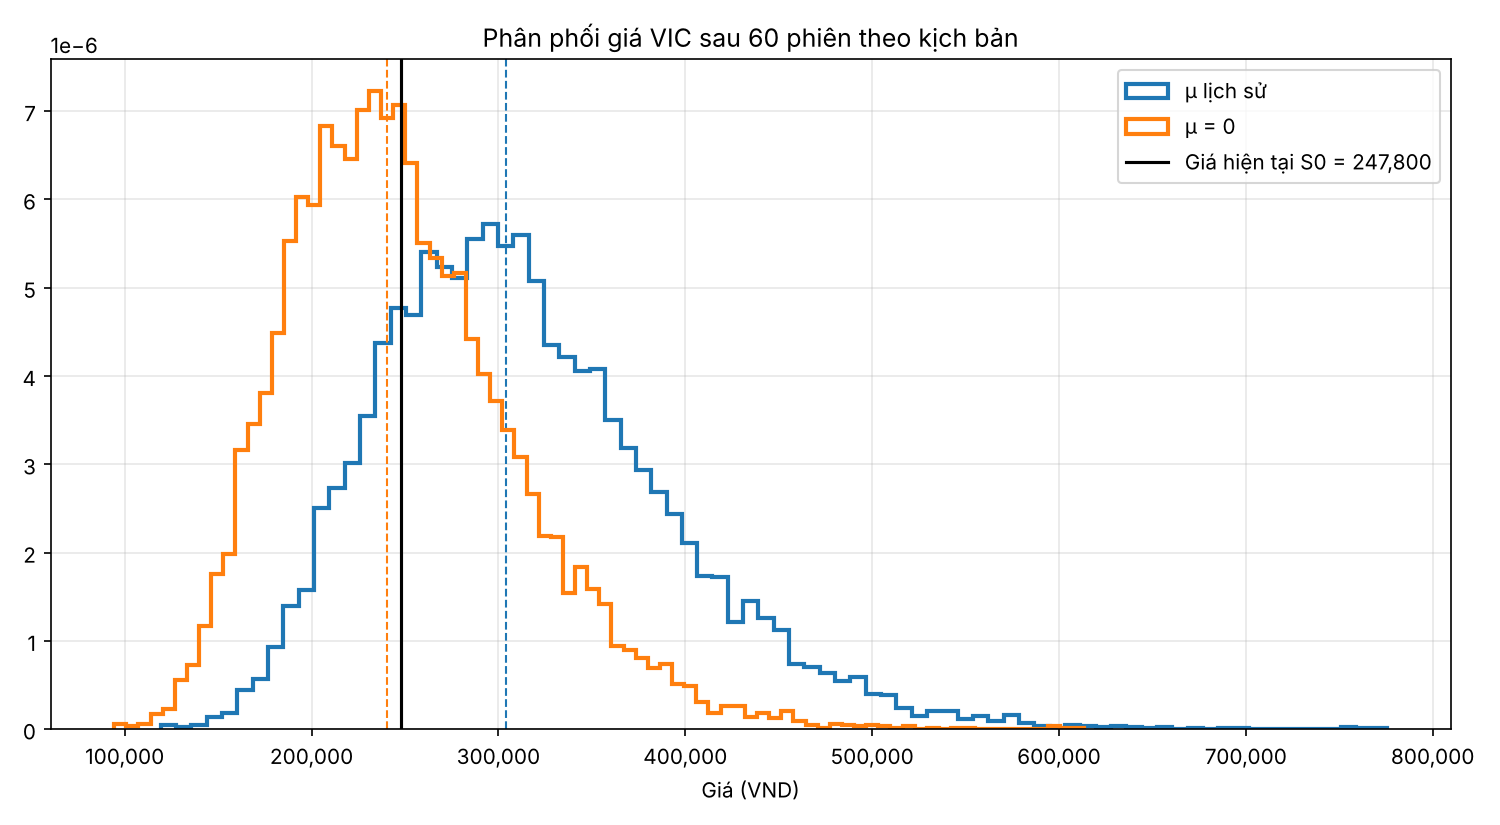 Phân phối giá VIC sau 60 phiên theo kịch bản
1e−6
μ lịch sử
μ = 0
Giá hiện tại S0 = 247,800
7
6
5
4
3
2
1
0
100,000 200,000 300,000 400,000 500,000 600,000 700,000 800,000
Giá (VND)